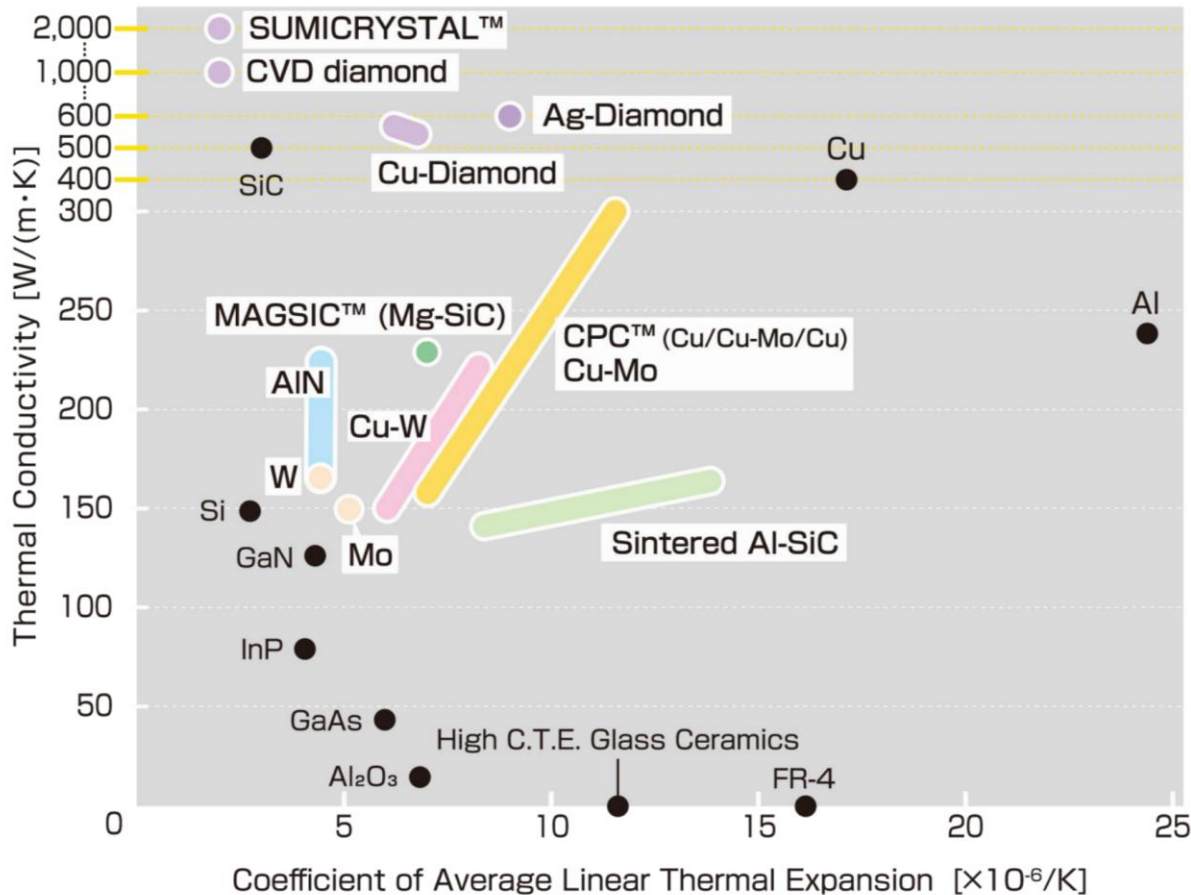 2,000
SUMICRYSTAL™
1,000
CVD diamond
600
Ag-Diamond
500
Cu
SiC
Cu-Diamond
400
300
Thermal Conductivity [W/(m・K)]
MAGSIC™ (Mg-SiC)
250
Al
CPC™ (Cu/Cu-Mo/Cu)
Cu-Mo
AlN
200
Cu-W
W
Si
150
Sintered Al-SiC
GaN
Mo
100
InP
50
GaAs
High C.T.E. Glass Ceramics
Al₂O₃
FR-4
0
5
10
15
20
25
Coefficient of Average Linear Thermal Expansion [×10⁻⁶/K]